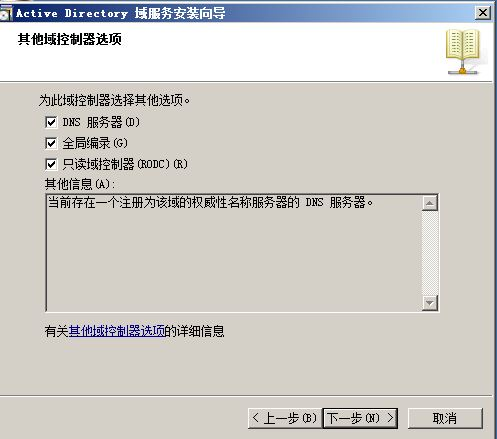 Active Directory 域服务安装向导
其他域控制器选项
为此域控制器选择其他选项。
DNS 服务器(D)
全局编录(G)
只读域控制器(RODC)(R)
其他信息(A):
当前存在一个注册为该域的权威性名称服务器的 DNS 服务器。
有关其他域控制器选项的详细信息
< 上一步(B) 下一步(N) > 取消